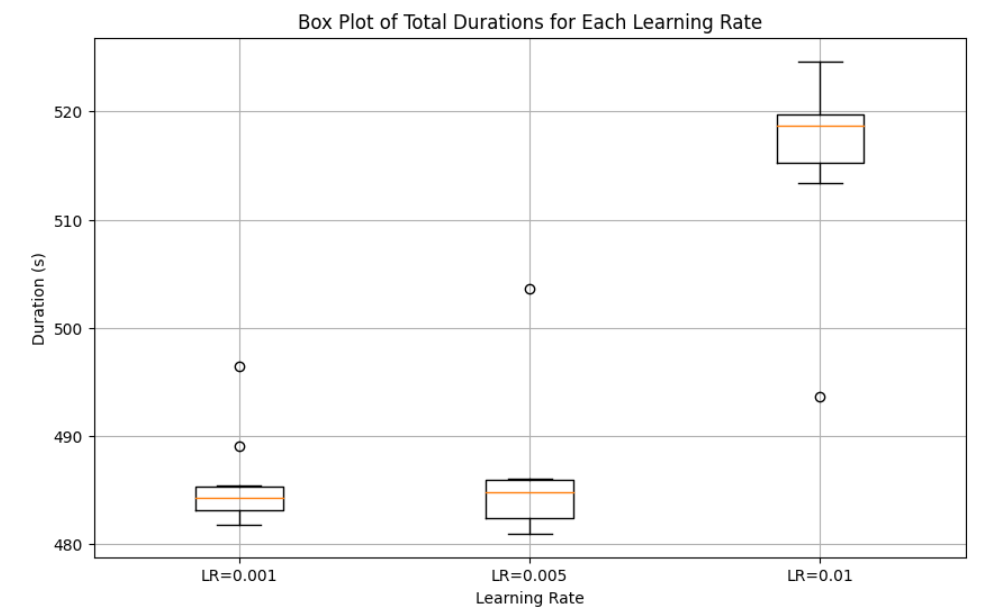 Box Plot of Total Durations for Each Learning Rate
Duration (s)
520
510
500
490
480
LR=0.001
LR=0.005
LR=0.01
Learning Rate